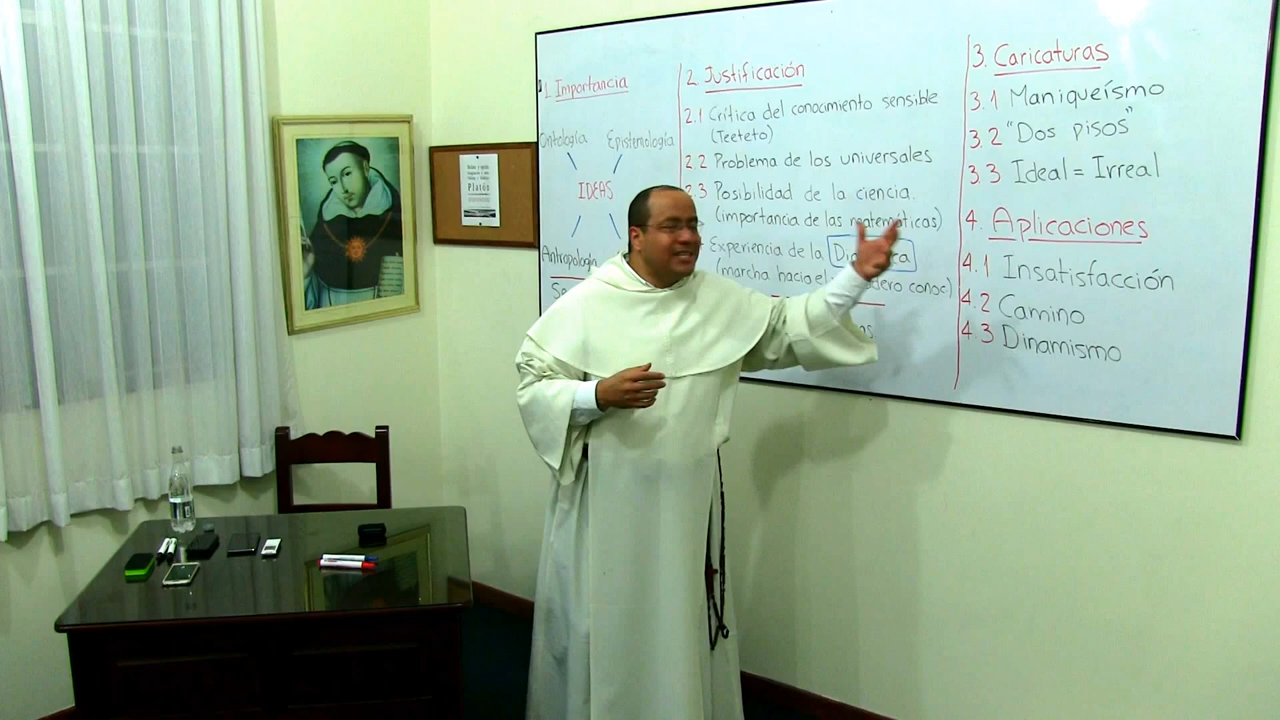 1. Importancia
Ontología Epistemología
IDEAS
Antropología
2. Justificación
2.1 Crítica del conocimiento sensible
(Teeteto)
2.2 Problema de los universales
2.3 Posibilidad de la ciencia.
(importancia de las matemáticas)
Experiencia de la
(marcha hacia el conoc)
3. Caricaturas
3.1 Maniqueísmo
3.2 "Dos pisos"
3.3 Ideal = Irreal
4. Aplicaciones
4.1 Insatisfacción
4.2 Camino
4.3 Dinamismo
Platón